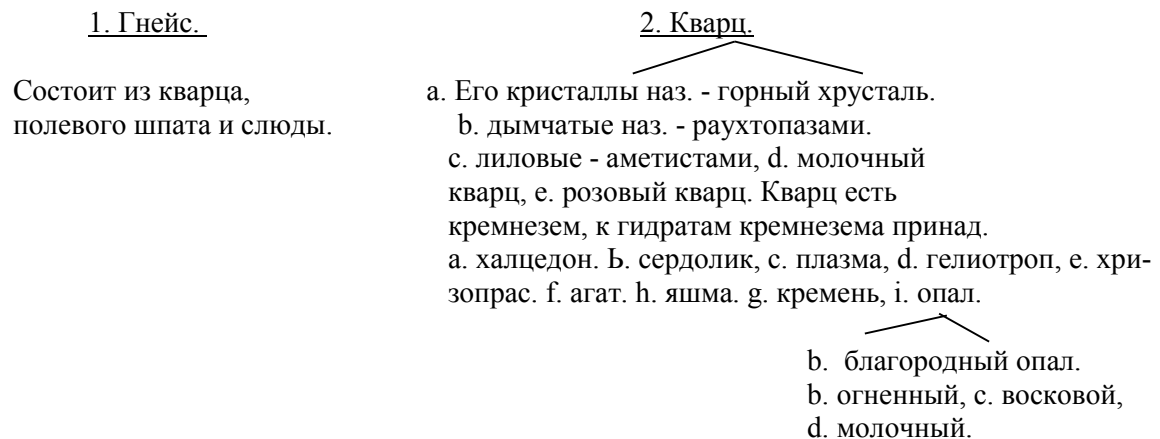 1. Гнейс.
Состоит из кварца,
полевого шпата и слюды.
2. Кварц.
a. Его кристаллы наз. - горный хрусталь.
b. дымчатые наз. - раухтопазами.
c. лиловые - аметистами, d. молочный
кварц, e. розовый кварц. Кварц есть
кремнезем, к гидратам кремнезема принад.
a. халцедон. Ь. сердолик, c. плазма, d. гелиотроп, e. хри-
зопрас. f. агат. h. яшма. g. кремень, i. опал.
b. благородный опал.
b. огненный, c. восковой,
d. молочный.